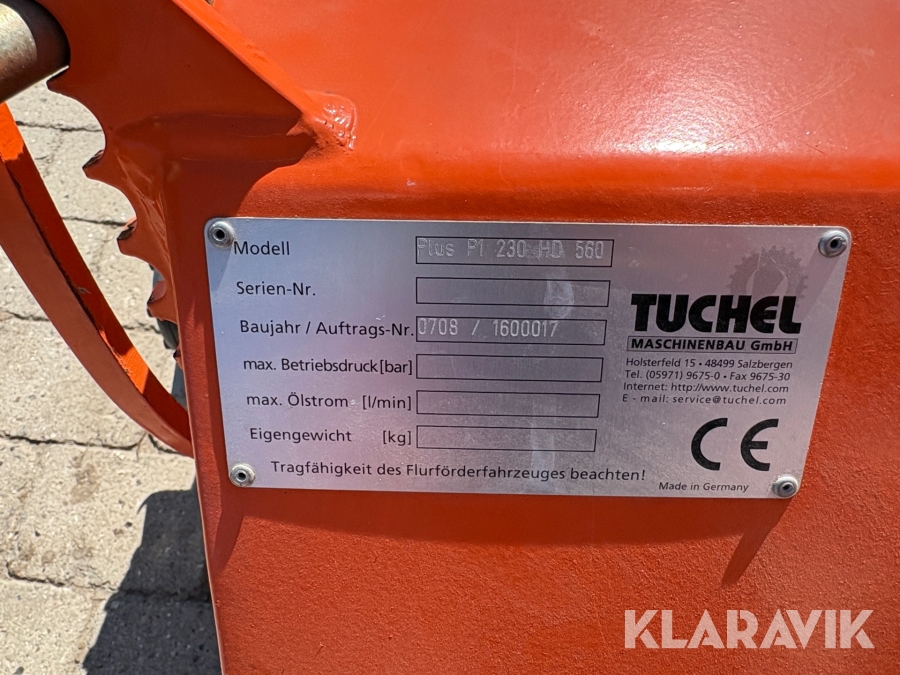 Modell Plus P1 230 HD 560
Serien-Nr.
Baujahr / Auftrags-Nr. 0708 / 1600017
max. Betriebsdruck [bar]
max. Ölstrom [l/min]
Eigengewicht [kg]
Tragfähigkeit des Flurförderfahrzeuges beachten!
TUCHEL
MASCHINENBAU GmbH
Holsterfeld 15 • 48499 Salzbergen
Tel. (05971) 9675-0 • Fax 9675-30
Internet: http://www.tuchel.com
E - mail: service@tuchel.com
CE
Made in Germany
KLARAVIK